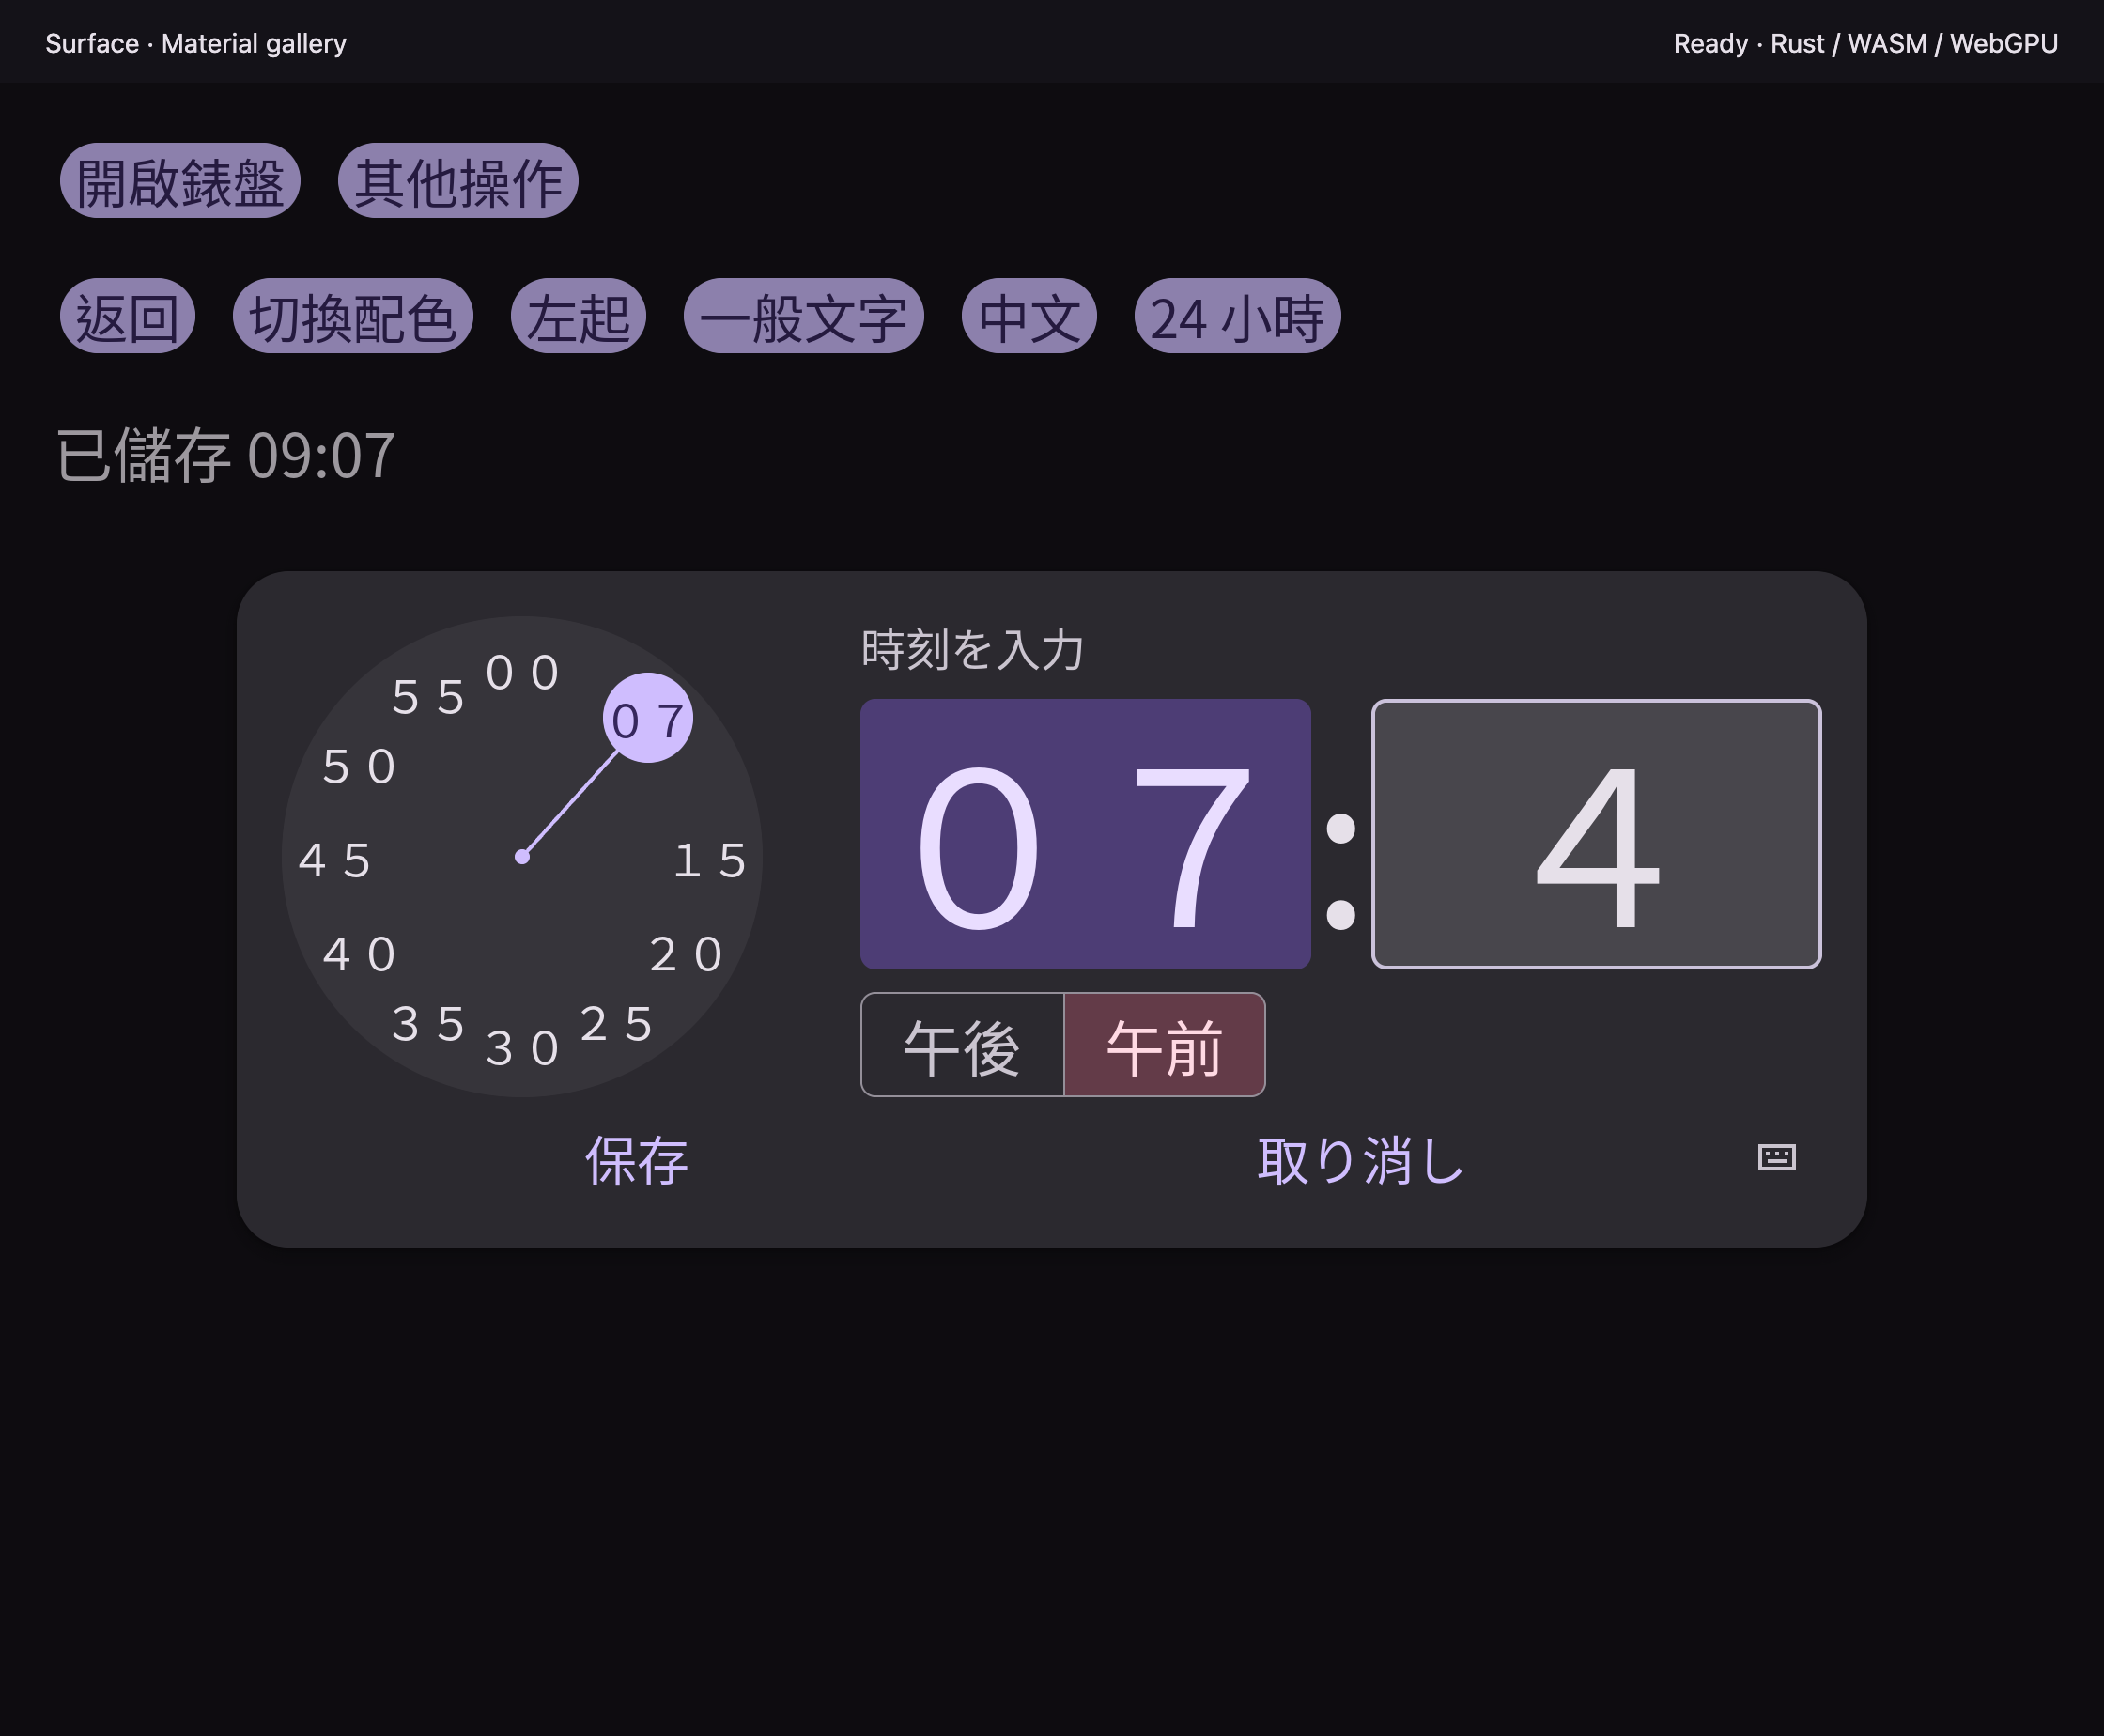 Surface · Material gallery
Ready · Rust / WASM / WebGPU
開啟錶盤 其他操作
返回 切換配色 左起 一般文字 中文 24 小時
已儲存 09:07
時刻を入力
００
５５
０７
５０
４５
１５
４０
２０
３５
２５
３０
０７:４
午後 午前
保存 取り消し